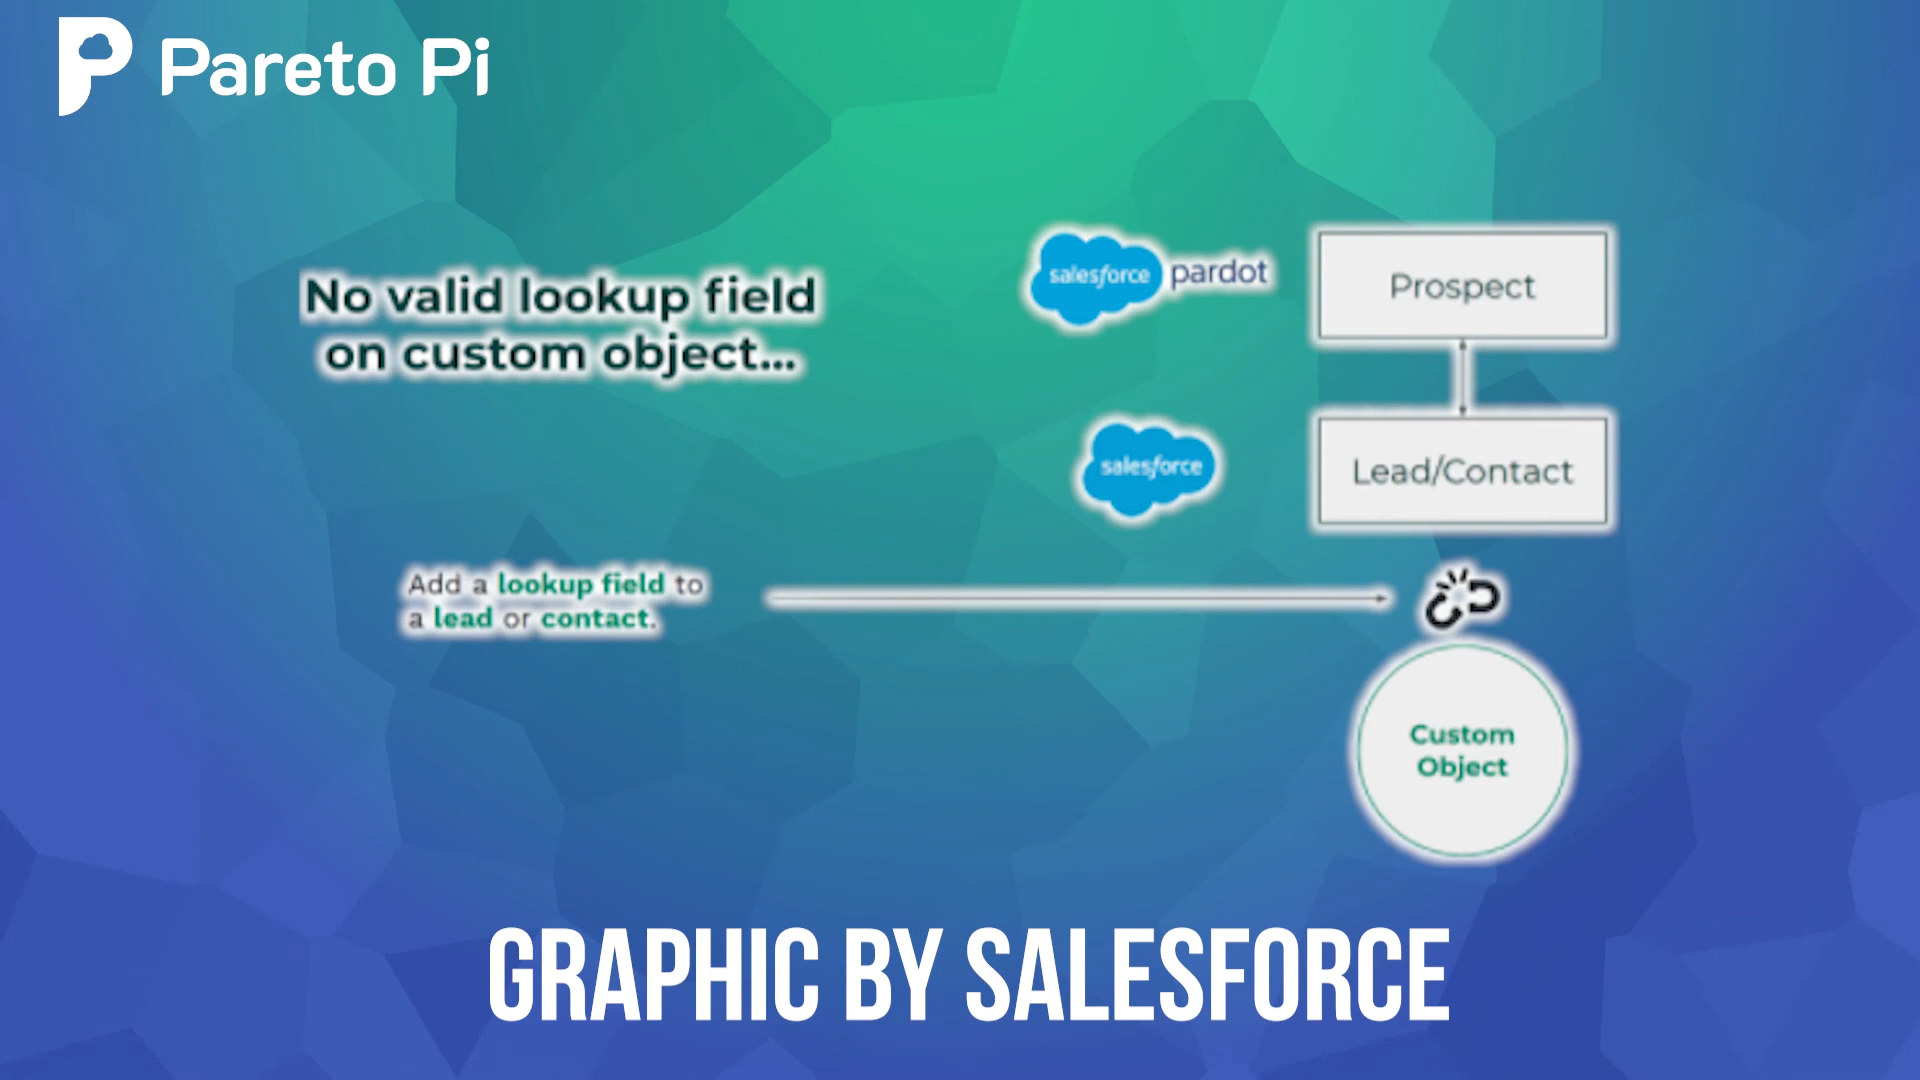 Pareto Pi
No valid lookup field
on custom object...
salesforce pardot
Prospect
salesforce
Lead/Contact
Add a lookup field to
a lead or contact.
Custom
Object
GRAPHIC BY SALESFORCE